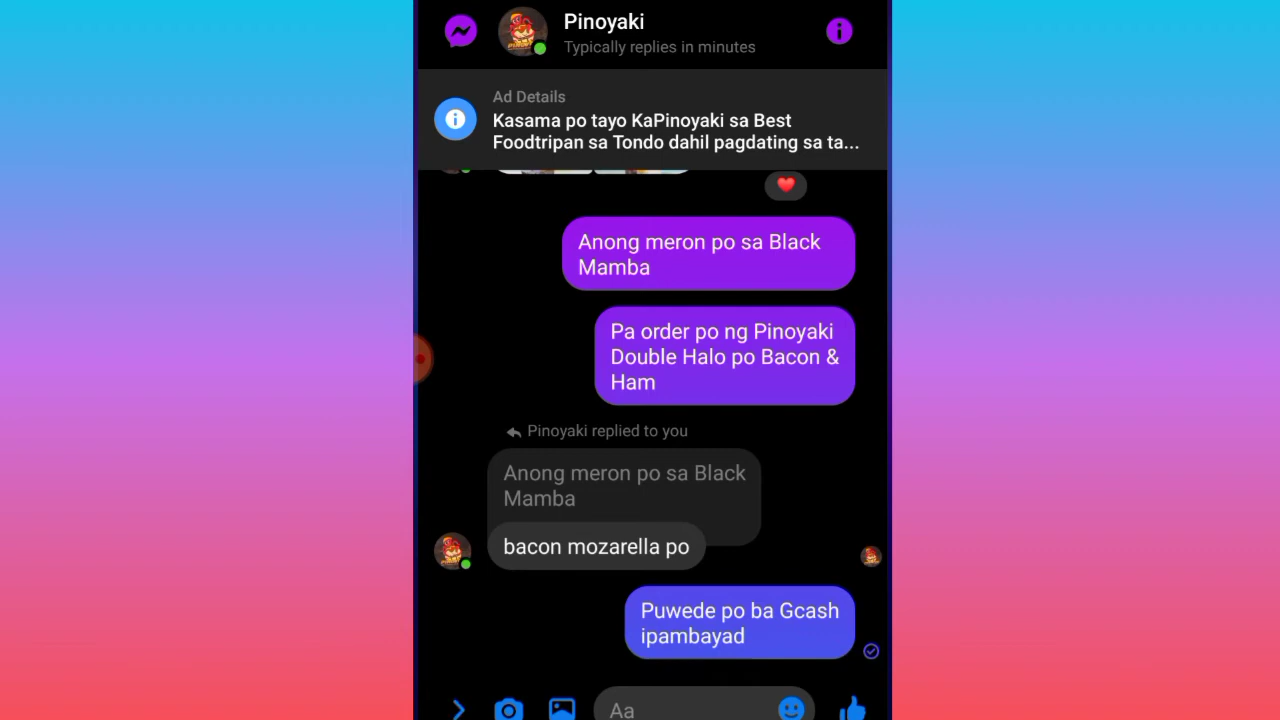 Pinoyaki
Typically replies in minutes
Ad Details
Kasama po tayo KaPinoyaki sa Best
Foodtripan sa Tondo dahil pagdating sa ta...
Anong meron po sa Black
Mamba
Pa order po ng Pinoyaki
Double Halo po Bacon &
Ham
Pinoyaki replied to you
Anong meron po sa Black
Mamba
bacon mozarella po
Puwede po ba Gcash
ipambayad
Aa